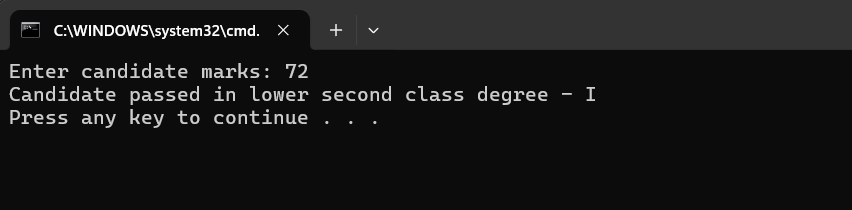 C:\WINDOWS\system32\cmd.
Enter candidate marks: 72
Candidate passed in lower second class degree - I
Press any key to continue . . .